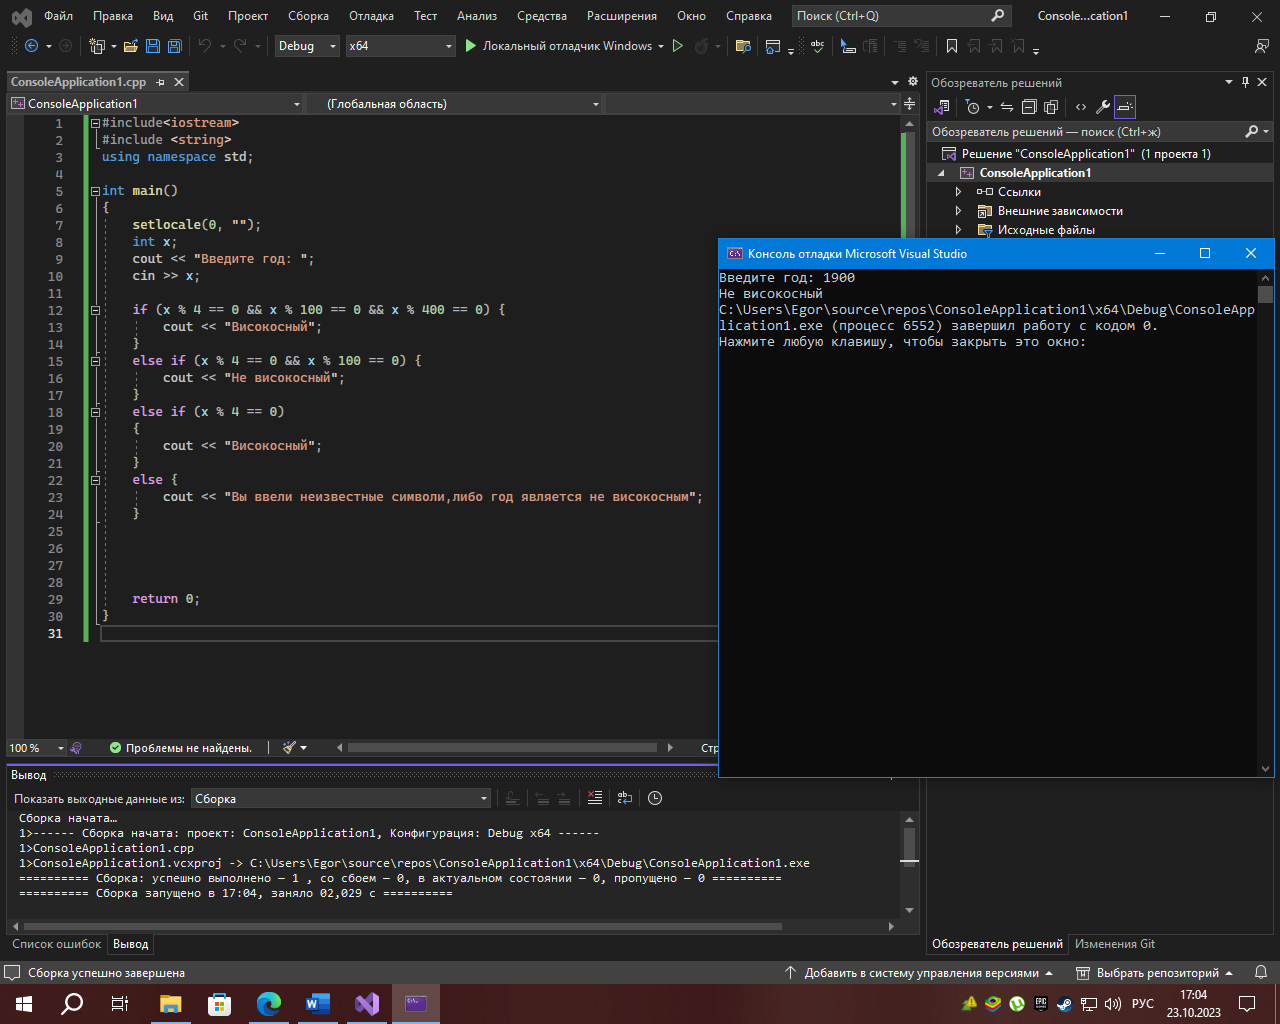 Файл Правка Вид Git Проект Сборка Отладка Тест Анализ Средства Расширения Окно Справка Поиск (Ctrl+Q) Console...cation1
Debug x64 Локальный отладчик Windows
ConsoleApplication1.cpp
ConsoleApplication1 (Глобальная область)
1 #include<iostream>
2 #include <string>
3 using namespace std;
4
5 int main()
6 {
7 setlocale(0, "");
8 int x;
9 cout << "Введите год: ";
10 cin >> x;
11
12 if (x % 4 == 0 && x % 100 == 0 && x % 400 == 0) {
13 cout << "Високосный";
14 }
15 else if (x % 4 == 0 && x % 100 == 0) {
16 cout << "Не високосный";
17 }
18 else if (x % 4 == 0)
19 {
20 cout << "Високосный";
21 }
22 else {
23 cout << "Вы ввели неизвестные символи,либо год является не високосным";
24 }
25
26
27
28
29 return 0;
30 }
31
100 % Проблемы не найдены. Стр
Обозреватель решений
Обозреватель решений — поиск (Ctrl+ж)
Решение "ConsoleApplication1" (1 проекта 1)
ConsoleApplication1
Ссылки
Внешние зависимости
Исходные файлы
Консоль отладки Microsoft Visual Studio
Введите год: 1900
Не високосный
C:\Users\Egor\source\repos\ConsoleApplication1\x64\Debug\ConsoleApp
lication1.exe (процесс 6552) завершил работу с кодом 0.
Нажмите любую клавишу, чтобы закрыть это окно:
Вывод
Показать выходные данные из: Сборка
Сборка начата…
1>------ Сборка начата: проект: ConsoleApplication1, Конфигурация: Debug x64 ------
1>ConsoleApplication1.cpp
1>ConsoleApplication1.vcxproj -> C:\Users\Egor\source\repos\ConsoleApplication1\x64\Debug\ConsoleApplication1.exe
========== Сборка: успешно выполнено — 1 , со сбоем — 0, в актуальном состоянии — 0, пропущено — 0 ==========
========== Сборка запущено в 17:04, заняло 02,029 с ==========
Список ошибок Вывод
Обозреватель решений Изменения Git
Сборка успешно завершена Добавить в систему управления версиями Выбрать репозиторий
РУС 17:04
23.10.2023